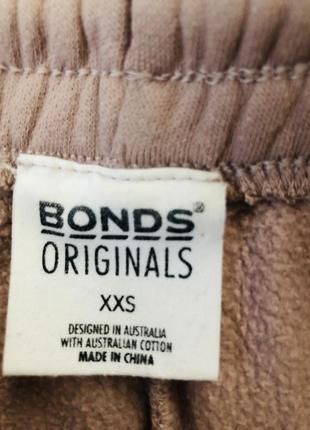 BONDS®
ORIGINALS
XXS
DESIGNED IN AUSTRALIA
WITH AUSTRALIAN COTTON
MADE IN CHINA